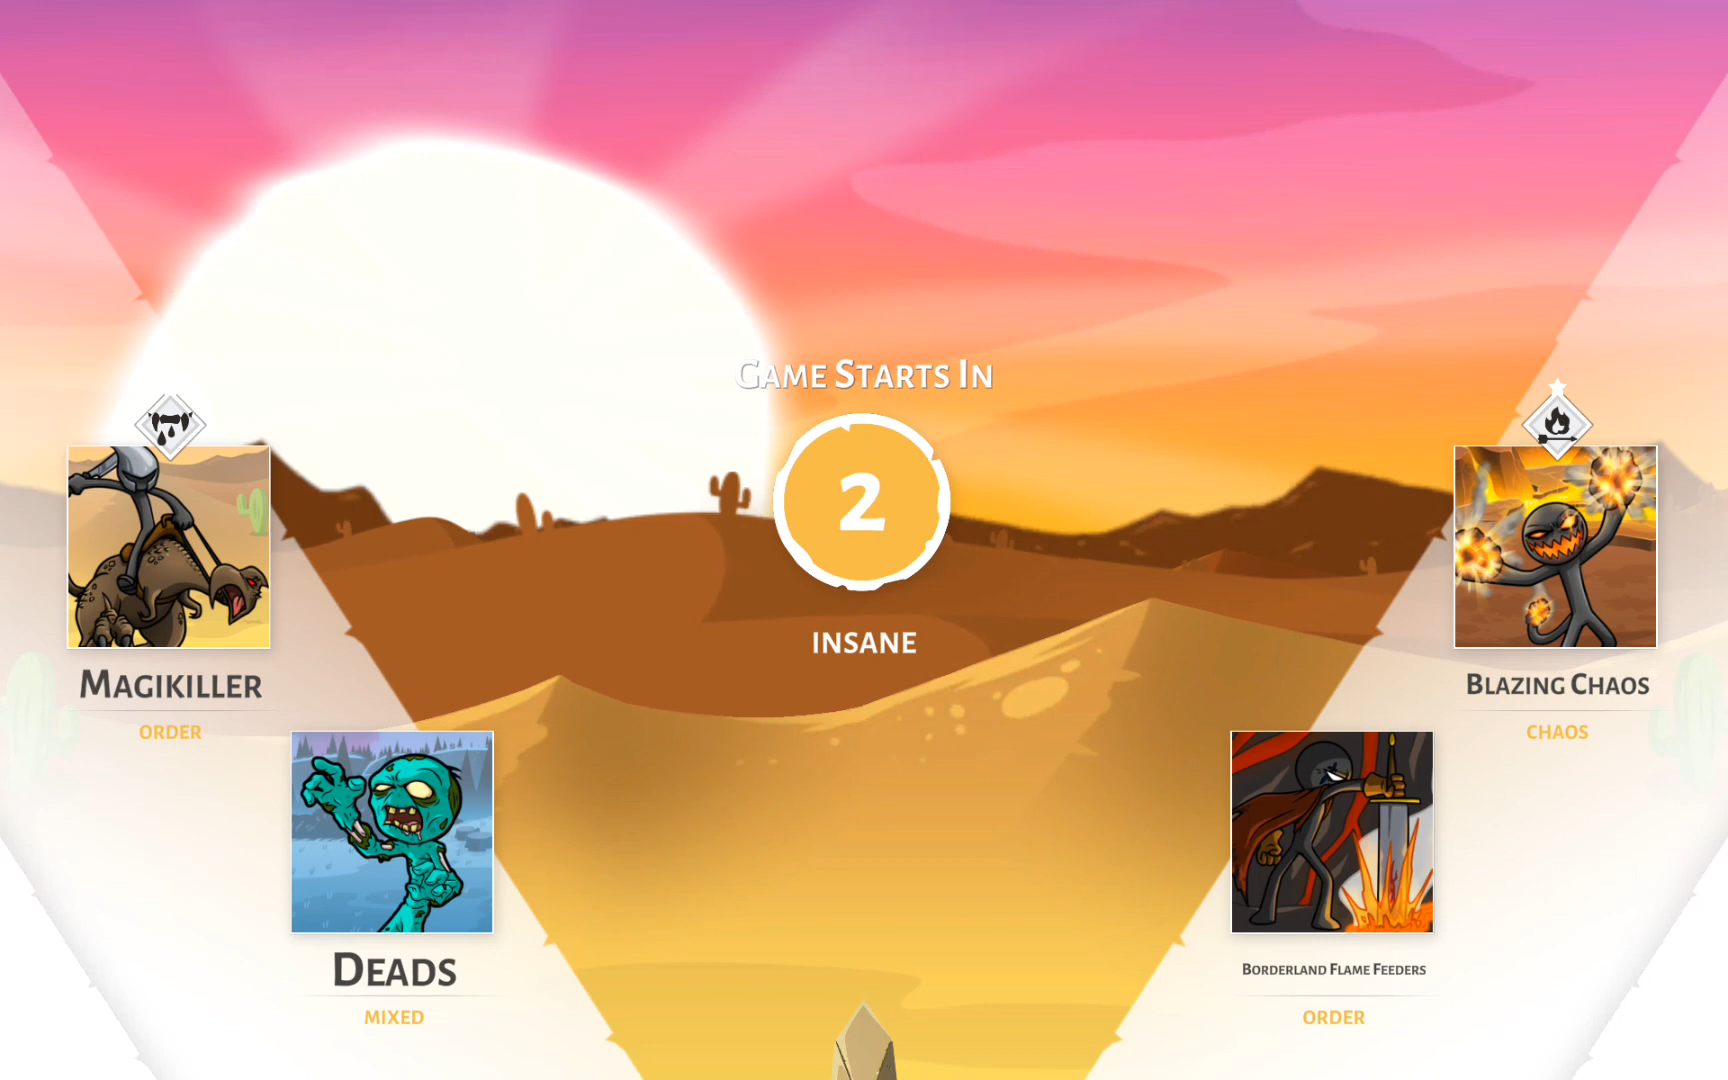 GAME STARTS IN
2
INSANE
MAGIKILLER
ORDER
DEADS
MIXED
BLAZING CHAOS
CHAOS
BORDERLAND FLAME FEEDERS
ORDER